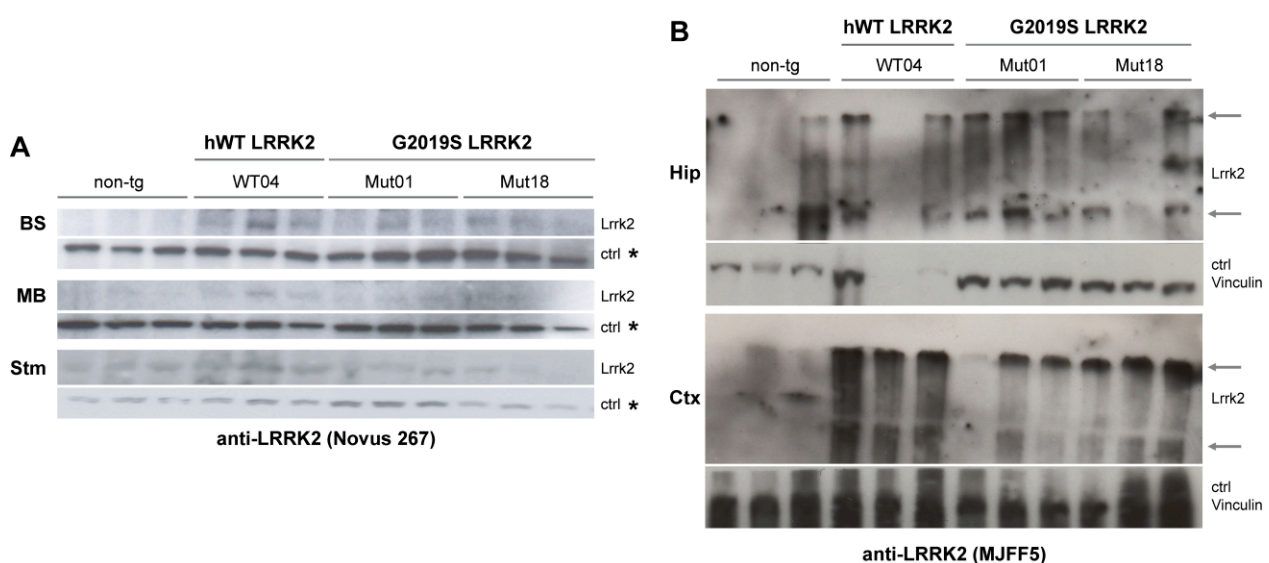 A
hWT LRRK2 G2019S LRRK2
non-tg WT04 Mut01 Mut18
BS Lrrk2
ctrl *
MB Lrrk2
ctrl *
Stm Lrrk2
ctrl *
anti-LRRK2 (Novus 267)
B
hWT LRRK2 G2019S LRRK2
non-tg WT04 Mut01 Mut18
Hip Lrrk2
ctrl
Vinculin
Ctx Lrrk2
ctrl
Vinculin
anti-LRRK2 (MJFF5)